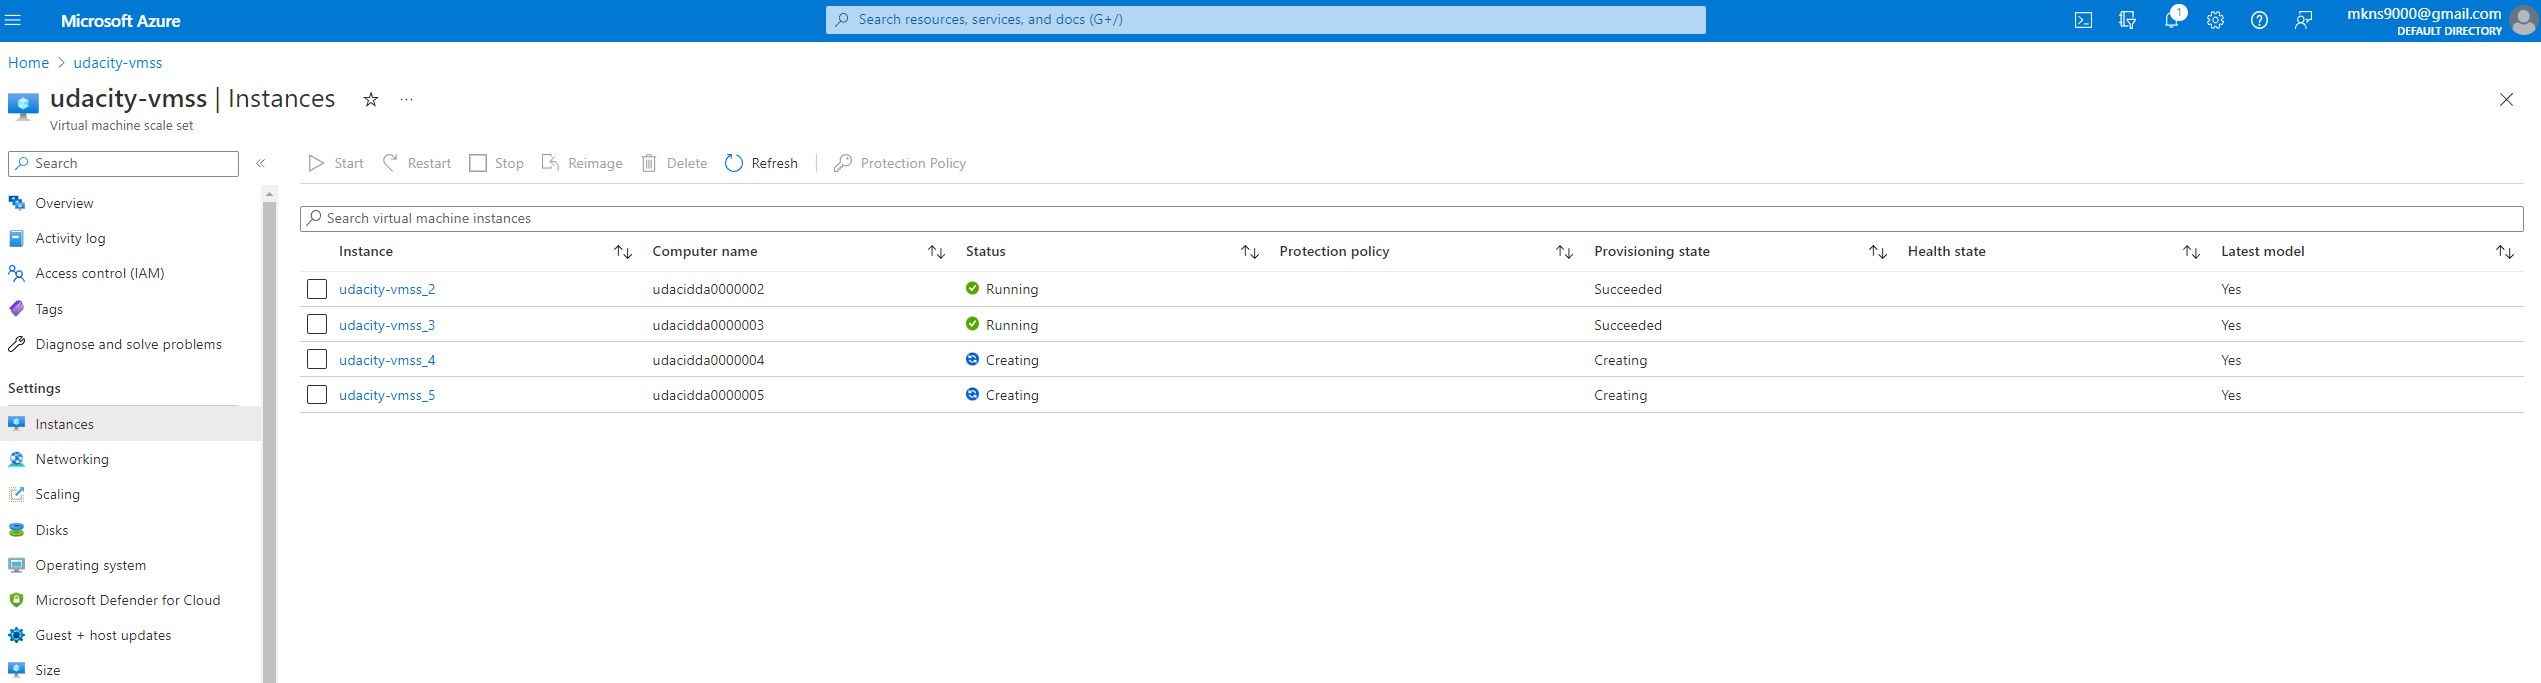 Microsoft Azure
Search resources, services, and docs (G+/)
1
mkns9000@gmail.com
DEFAULT DIRECTORY
Home > udacity-vmss
udacity-vmss | Instances
Virtual machine scale set
Search
Start Restart Stop Reimage Delete Refresh Protection Policy
Overview
Activity log
Access control (IAM)
Tags
Diagnose and solve problems
Settings
Instances
Networking
Scaling
Disks
Operating system
Microsoft Defender for Cloud
Guest + host updates
Size
Search virtual machine instances
Instance Computer name Status Protection policy Provisioning state Health state Latest model
udacity-vmss_2 udacidda0000002 Running Succeeded Yes
udacity-vmss_3 udacidda0000003 Running Succeeded Yes
udacity-vmss_4 udacidda0000004 Creating Creating Yes
udacity-vmss_5 udacidda0000005 Creating Creating Yes